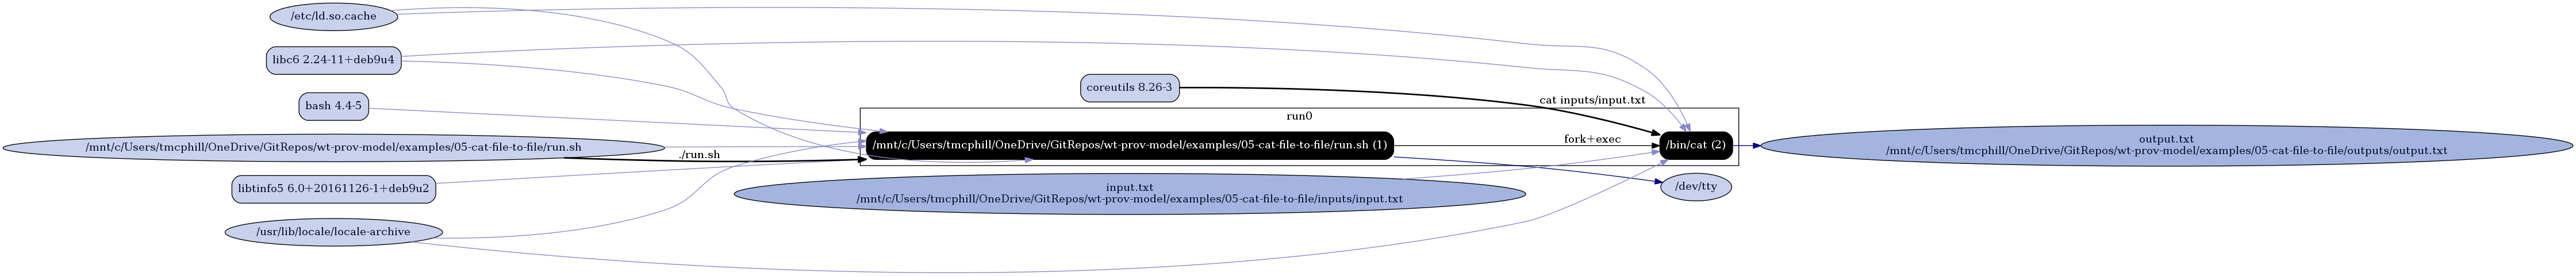 /etc/ld.so.cache
libc6 2.24-11+deb9u4
coreutils 8.26-3
cat inputs/input.txt
bash 4.4-5
run0
/mnt/c/Users/tmcphill/OneDrive/GitRepos/wt-prov-model/examples/05-cat-file-to-file/run.sh
./run.sh
/mnt/c/Users/tmcphill/OneDrive/GitRepos/wt-prov-model/examples/05-cat-file-to-file/run.sh (1)
fork+exec
/bin/cat (2)
output.txt
/mnt/c/Users/tmcphill/OneDrive/GitRepos/wt-prov-model/examples/05-cat-file-to-file/outputs/output.txt
libtinfo5 6.0+20161126-1+deb9u2
input.txt
/mnt/c/Users/tmcphill/OneDrive/GitRepos/wt-prov-model/examples/05-cat-file-to-file/inputs/input.txt
/dev/tty
/usr/lib/locale/locale-archive